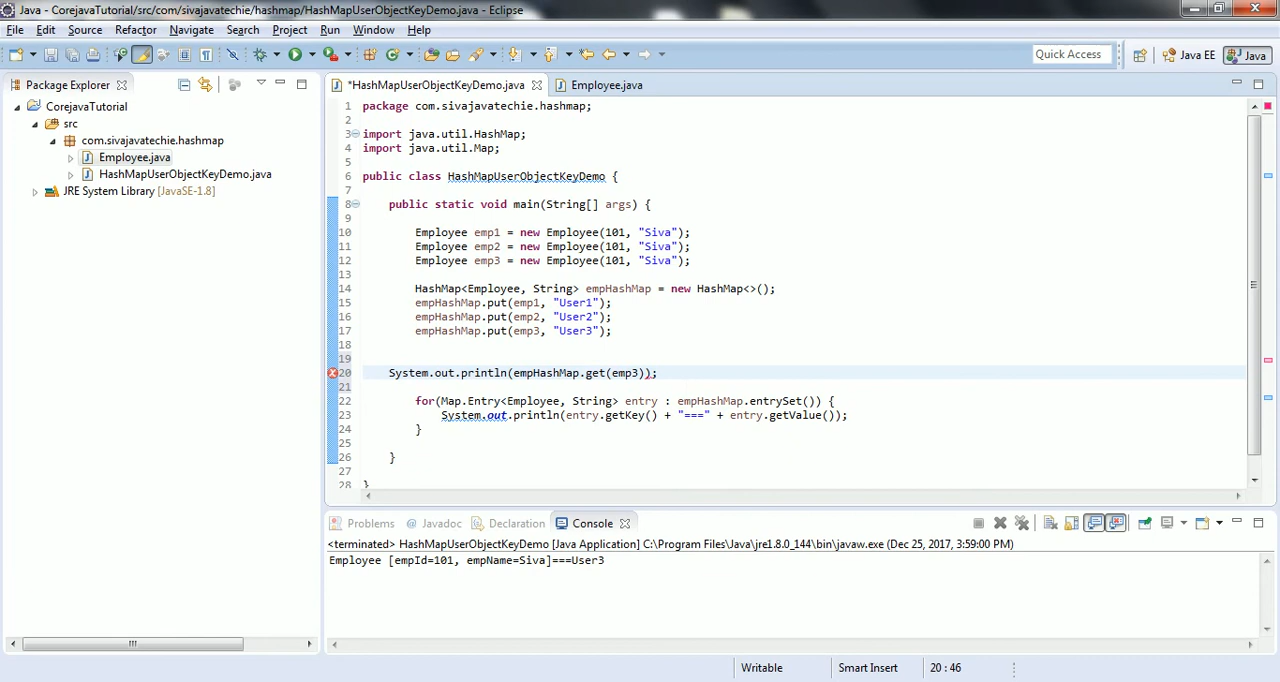 Java - CorejavaTutorial/src/com/sivajavatechie/hashmap/HashMapUserObjectKeyDemo.java - Eclipse
File Edit Source Refactor Navigate Search Project Run Window Help
Quick Access Java EE Java
Package Explorer
CorejavaTutorial
src
com.sivajavatechie.hashmap
Employee.java
HashMapUserObjectKeyDemo.java
JRE System Library [JavaSE-1.8]
*HashMapUserObjectKeyDemo.java Employee.java
1 package com.sivajavatechie.hashmap;
2
3 import java.util.HashMap;
4 import java.util.Map;
5
6 public class HashMapUserObjectKeyDemo {
7
8 public static void main(String[] args) {
9
10 Employee emp1 = new Employee(101, "Siva");
11 Employee emp2 = new Employee(101, "Siva");
12 Employee emp3 = new Employee(101, "Siva");
13
14 HashMap<Employee, String> empHashMap = new HashMap<>();
15 empHashMap.put(emp1, "User1");
16 empHashMap.put(emp2, "User2");
17 empHashMap.put(emp3, "User3");
18
19
20 System.out.println(empHashMap.get(emp3));
21
22 for(Map.Entry<Employee, String> entry : empHashMap.entrySet()) {
23 System.out.println(entry.getKey() + "===" + entry.getValue());
24 }
25
26 }
27
28 }
Problems @ Javadoc Declaration Console
<terminated> HashMapUserObjectKeyDemo [Java Application] C:\Program Files\Java\jre1.8.0_144\bin\javaw.exe (Dec 25, 2017, 3:59:00 PM)
Employee [empId=101, empName=Siva]===User3
Writable Smart Insert 20 : 46